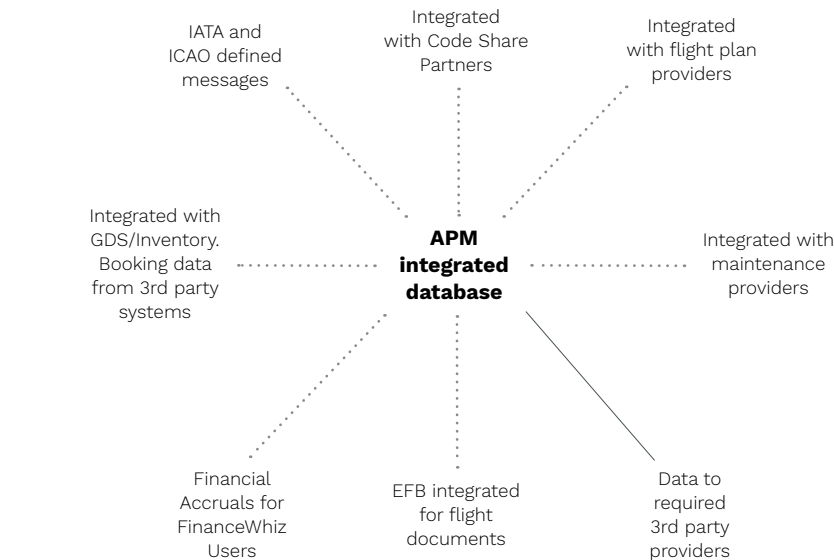 IATA and
ICAO defined
messages
Integrated
with Code Share
Partners
Integrated
with flight plan
providers
Integrated with
GDS/Inventory.
Booking data
from 3rd party
systems
APM
integrated
database
Integrated with
maintenance
providers
Financial
Accruals for
FinanceWhiz
Users
EFB integrated
for flight
documents
Data to
required
3rd party
providers